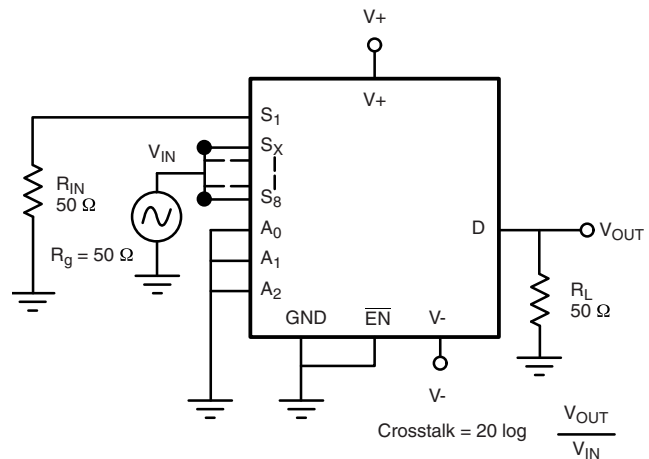 V+
V+
S1
VIN
SX
S8
RIN
50 Ω
Rg = 50 Ω
A0
A1
A2
D
VOUT
RL
50 Ω
GND
EN
V-
V-
Crosstalk = 20 log VOUT
VIN